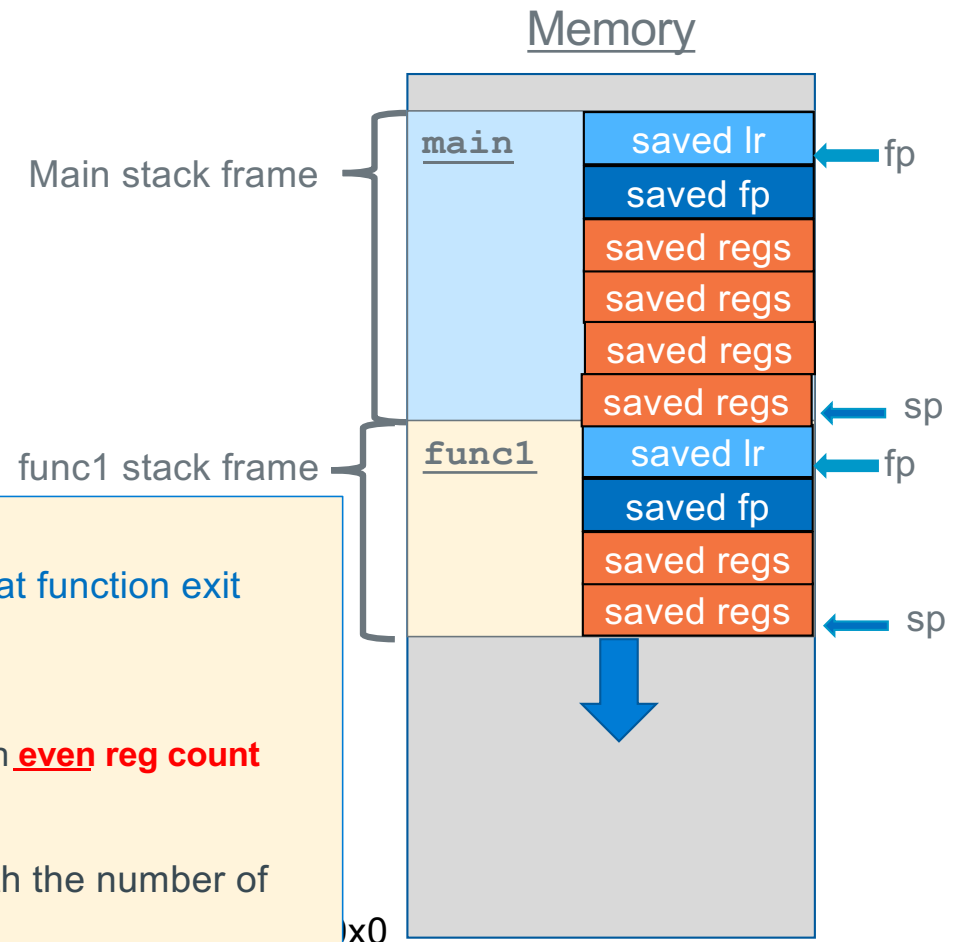 Memory
main
saved lr
fp
Main stack frame
saved fp
saved regs
saved regs
saved regs
saved regs
sp
func1 stack frame
func1
saved lr
fp
saved fp
saved regs
at function exit
saved regs
sp
even reg count
the number of
x0